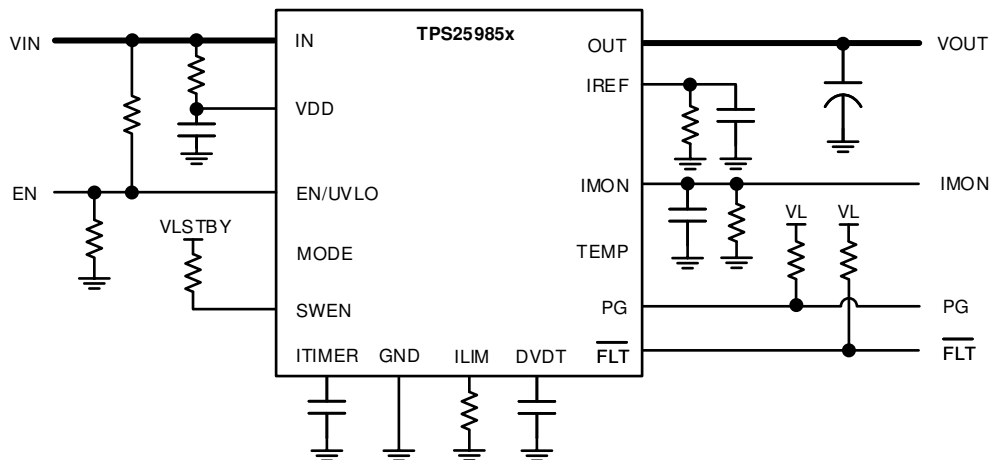 TPS25985x
VIN
IN
OUT
VOUT
IREF
VDD
EN
EN/UVLO
IMON
IMON
VLSTBY
VL
VL
MODE
TEMP
SWEN
PG
PG
ITIMER
GND
ILIM
DVDT
FLT
FLT